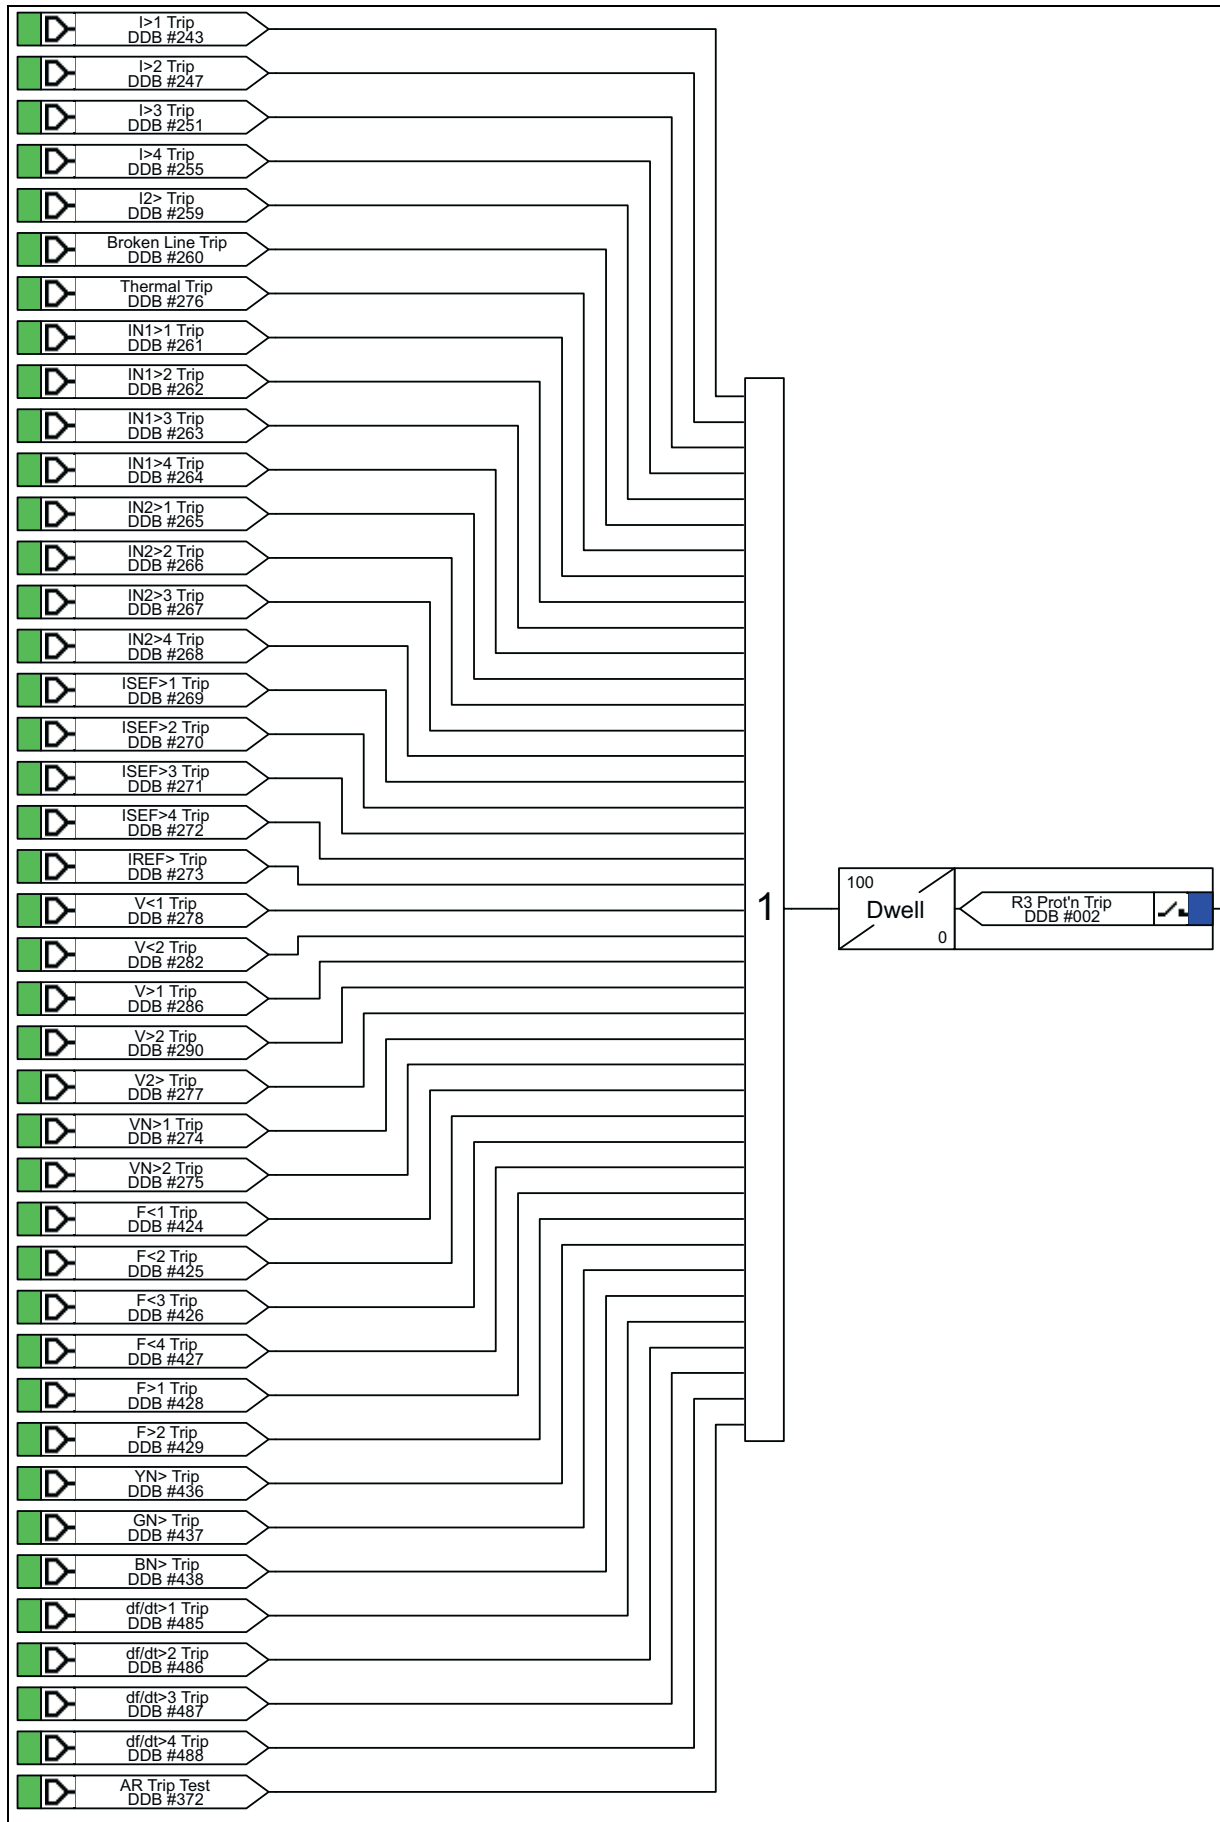 I>1 Trip
DDB #243
I>2 Trip
DDB #247
I>3 Trip
DDB #251
I>4 Trip
DDB #255
I2> Trip
DDB #259
Broken Line Trip
DDB #260
Thermal Trip
DDB #276
IN1>1 Trip
DDB #261
IN1>2 Trip
DDB #262
IN1>3 Trip
DDB #263
IN1>4 Trip
DDB #264
IN2>1 Trip
DDB #265
IN2>2 Trip
DDB #266
IN2>3 Trip
DDB #267
IN2>4 Trip
DDB #268
ISEF>1 Trip
DDB #269
ISEF>2 Trip
DDB #270
ISEF>3 Trip
DDB #271
ISEF>4 Trip
DDB #272
IREF> Trip
DDB #273
V<1 Trip
DDB #278
V<2 Trip
DDB #282
V>1 Trip
DDB #286
V>2 Trip
DDB #290
V2> Trip
DDB #277
VN>1 Trip
DDB #274
VN>2 Trip
DDB #275
F<1 Trip
DDB #424
F<2 Trip
DDB #425
F<3 Trip
DDB #426
F<4 Trip
DDB #427
F>1 Trip
DDB #428
F>2 Trip
DDB #429
YN> Trip
DDB #436
GN> Trip
DDB #437
BN> Trip
DDB #438
df/dt>1 Trip
DDB #485
df/dt>2 Trip
DDB #486
df/dt>3 Trip
DDB #487
df/dt>4 Trip
DDB #488
AR Trip Test
DDB #372
1
100
Dwell
0
R3 Prot'n Trip
DDB #002